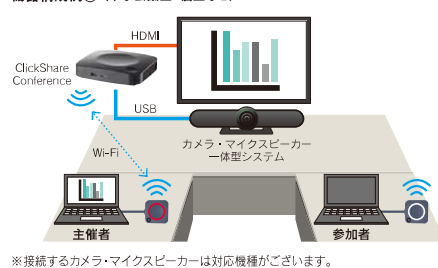 HDMI
ClickShare
Conference
USB
カメラ・マイクスピーカー
一体型システム
Wi-Fi
主催者
参加者
※接続するカメラ・マイクスピーカーは対応機種がございます。